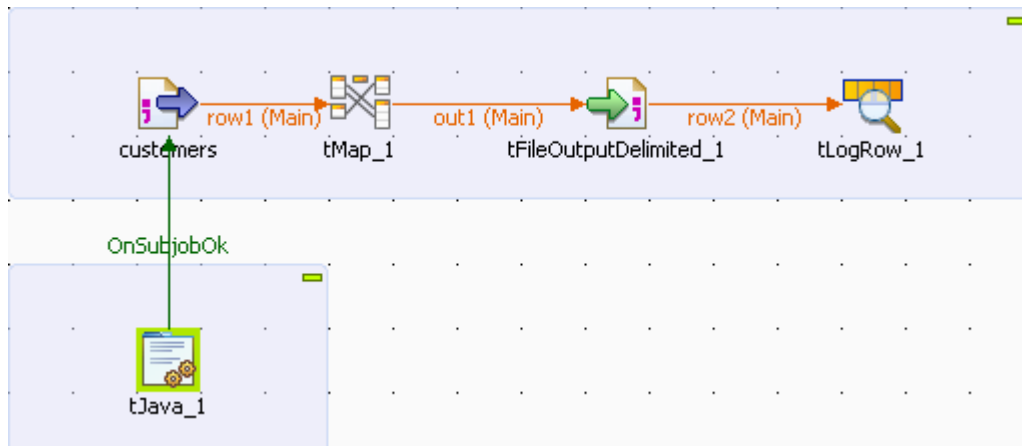 row1 (Main)
out1 (Main)
row2 (Main)
customers
tMap_1
tFileOutputDelimited_1
tLogRow_1
OnSubjobOk
tJava_1